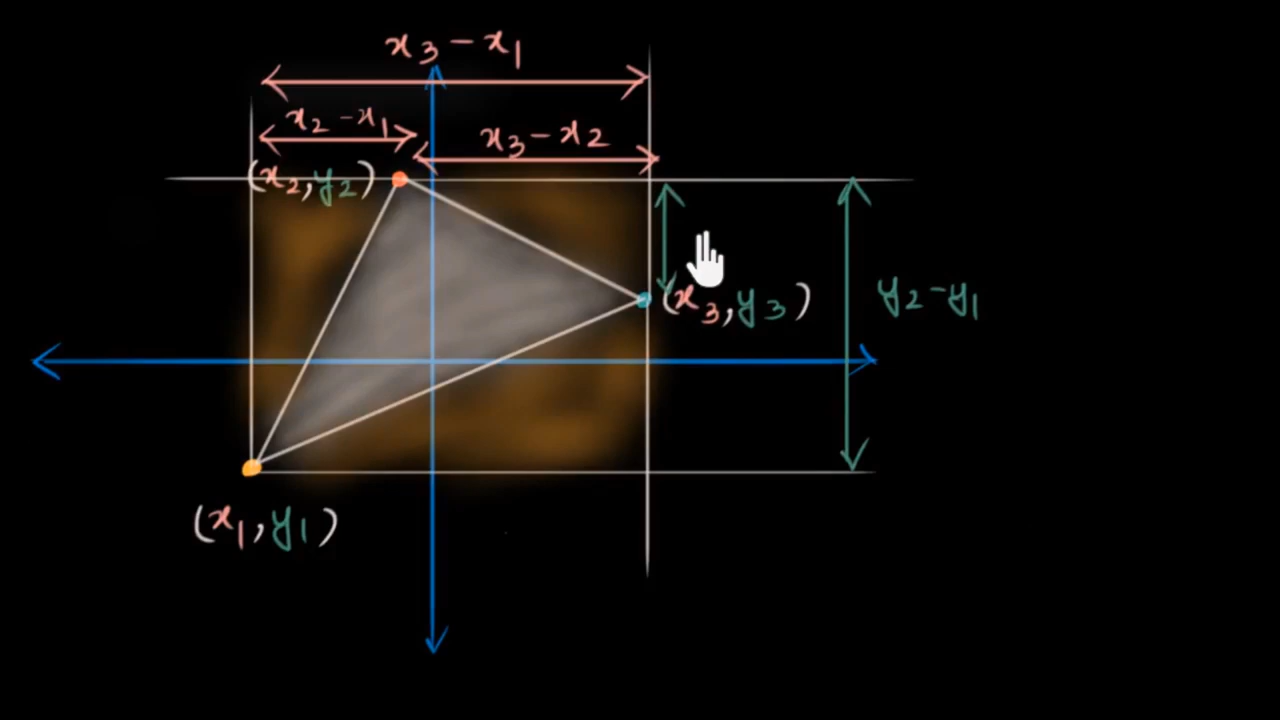 x₃ - x₁
x₂ - x₁
x₃ - x₂
(x₂, y₂)
(x₃, y₃)
y₂ - y₁
(x₁, y₁)